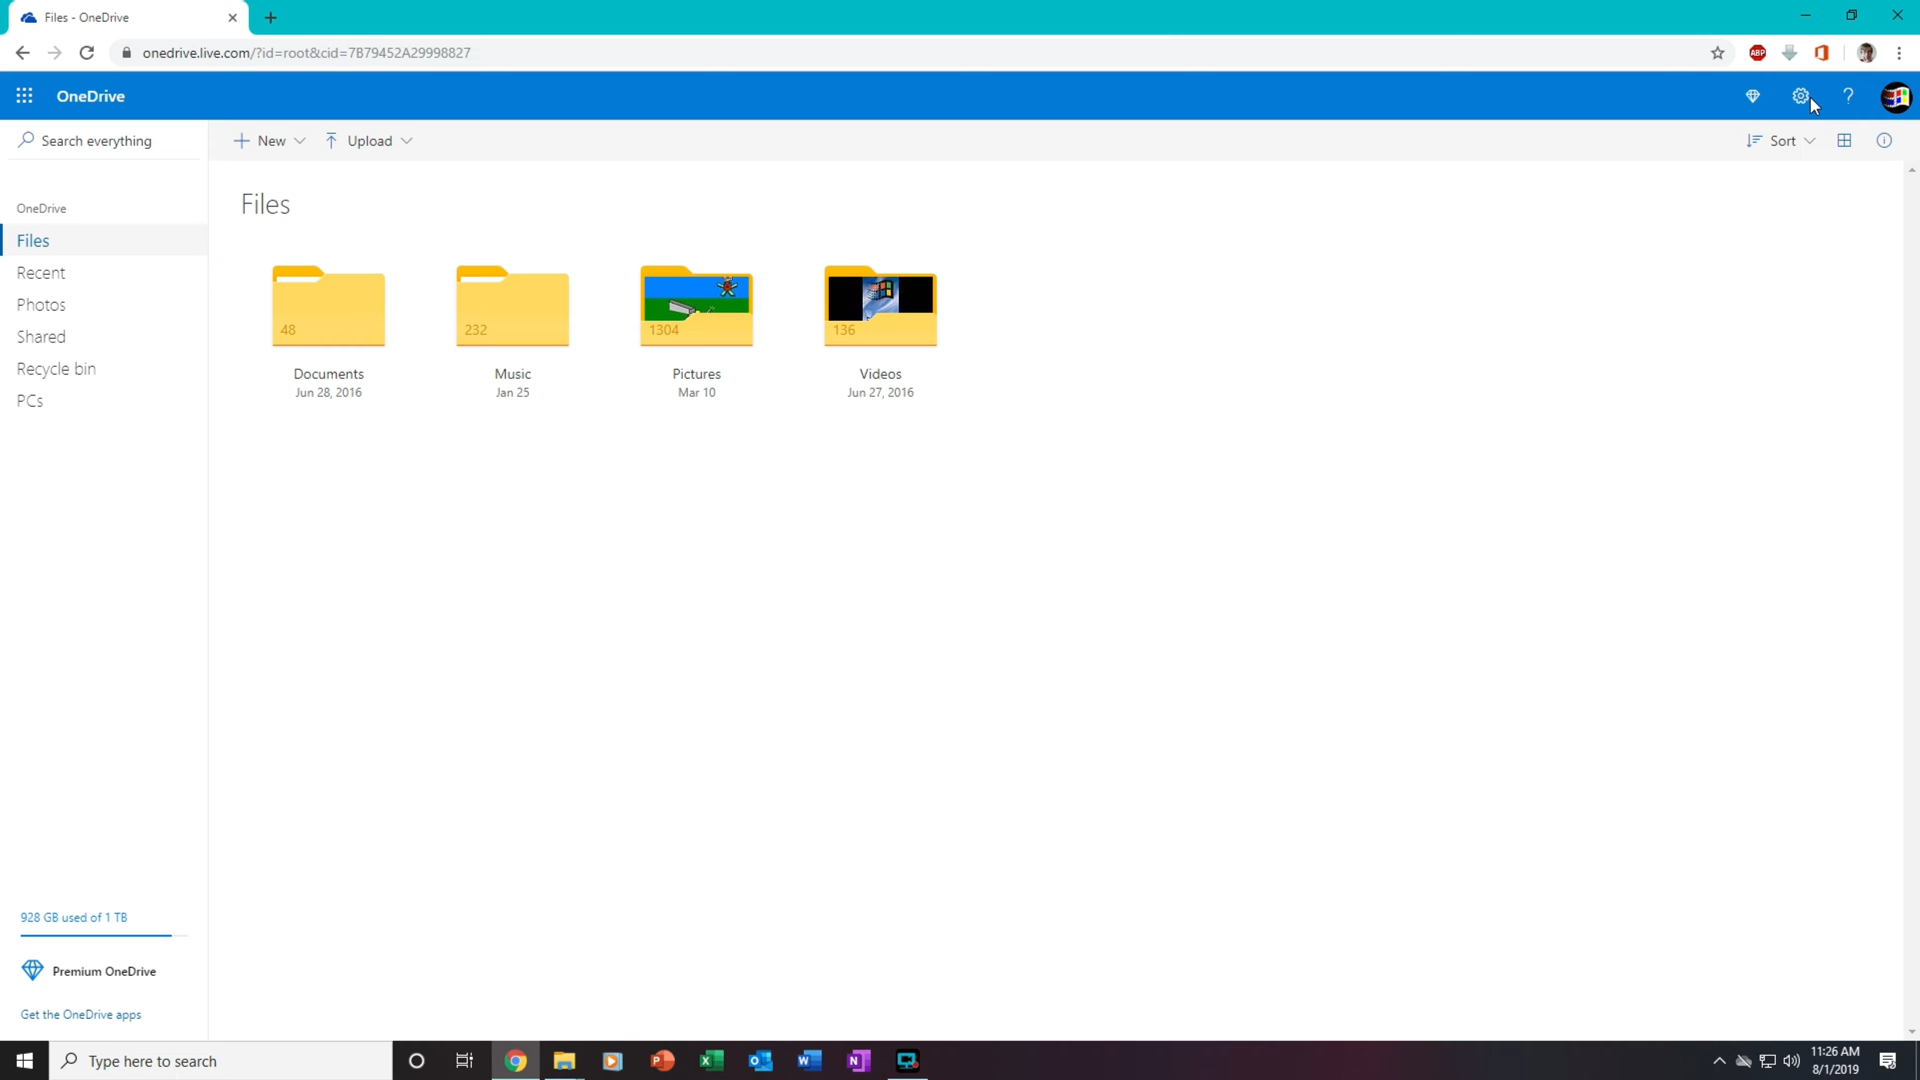 Files - OneDrive
onedrive.live.com/?id=root&cid=7B79452A29998827
ABP
OneDrive
Search everything
New
Upload
Sort
OneDrive
Files
Recent
Photos
Shared
Recycle bin
PCs
Files
48
232
1304
136
Documents
Music
Pictures
Videos
Jun 28, 2016
Jan 25
Mar 10
Jun 27, 2016
928 GB used of 1 TB
Premium OneDrive
Get the OneDrive apps
Type here to search
11:26 AM
8/1/2019